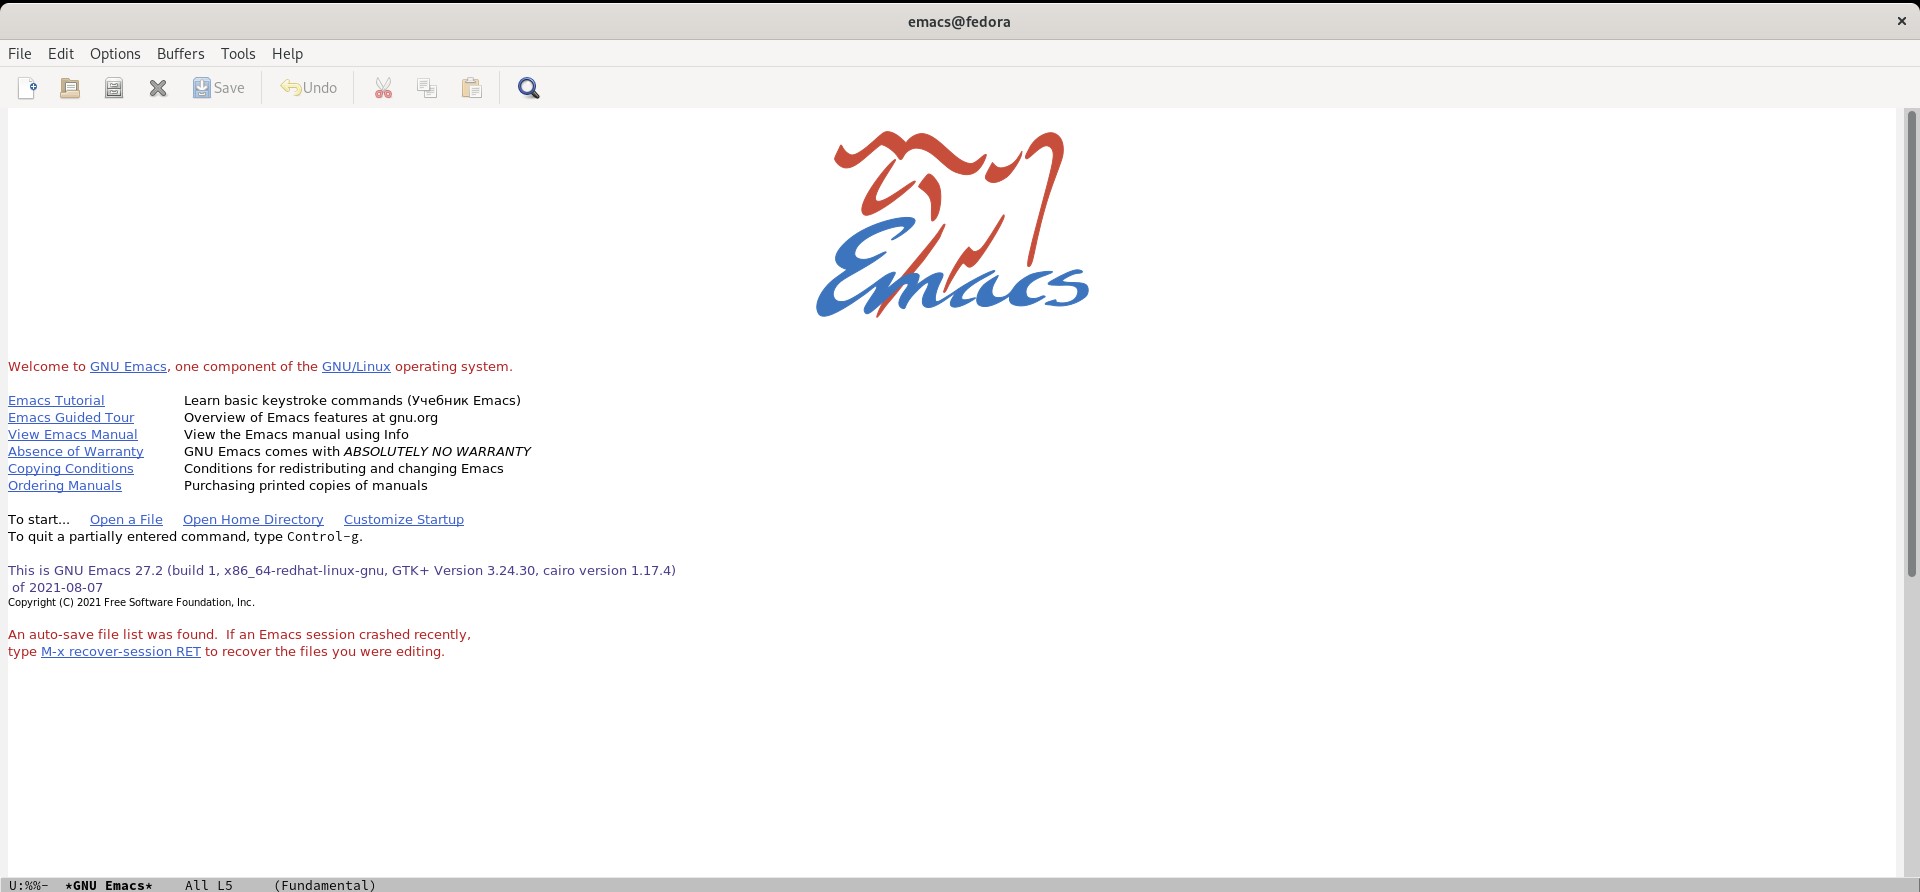 emacs@fedora
File Edit Options Buffers Tools Help
Save Undo
Emacs
Welcome to GNU Emacs, one component of the GNU/Linux operating system.
Emacs Tutorial Learn basic keystroke commands (Учебник Emacs)
Emacs Guided Tour Overview of Emacs features at gnu.org
View Emacs Manual View the Emacs manual using Info
Absence of Warranty GNU Emacs comes with ABSOLUTELY NO WARRANTY
Copying Conditions Conditions for redistributing and changing Emacs
Ordering Manuals Purchasing printed copies of manuals
To start... Open a File Open Home Directory Customize Startup
To quit a partially entered command, type Control-g.
This is GNU Emacs 27.2 (build 1, x86_64-redhat-linux-gnu, GTK+ Version 3.24.30, cairo version 1.17.4)
of 2021-08-07
Copyright (C) 2021 Free Software Foundation, Inc.
An auto-save file list was found. If an Emacs session crashed recently,
type M-x recover-session RET to recover the files you were editing.
U:%%- *GNU Emacs* All L5 (Fundamental)